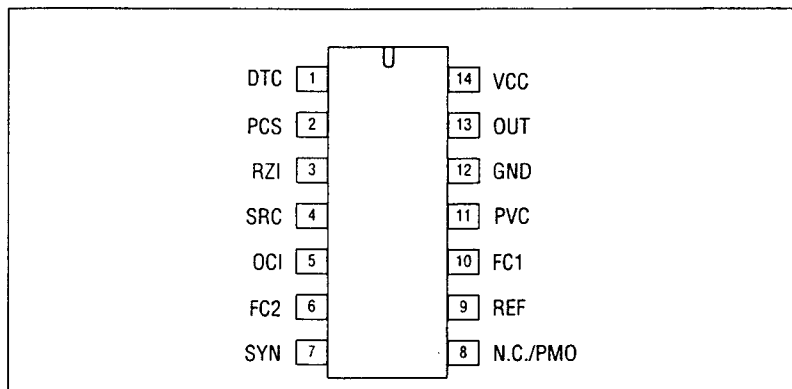 DTC 1 14 VCC
PCS 2 13 OUT
RZI 3 12 GND
SRC 4 11 PVC
OCI 5 10 FC1
FC2 6 9 REF
SYN 7 8 N.C./PMO